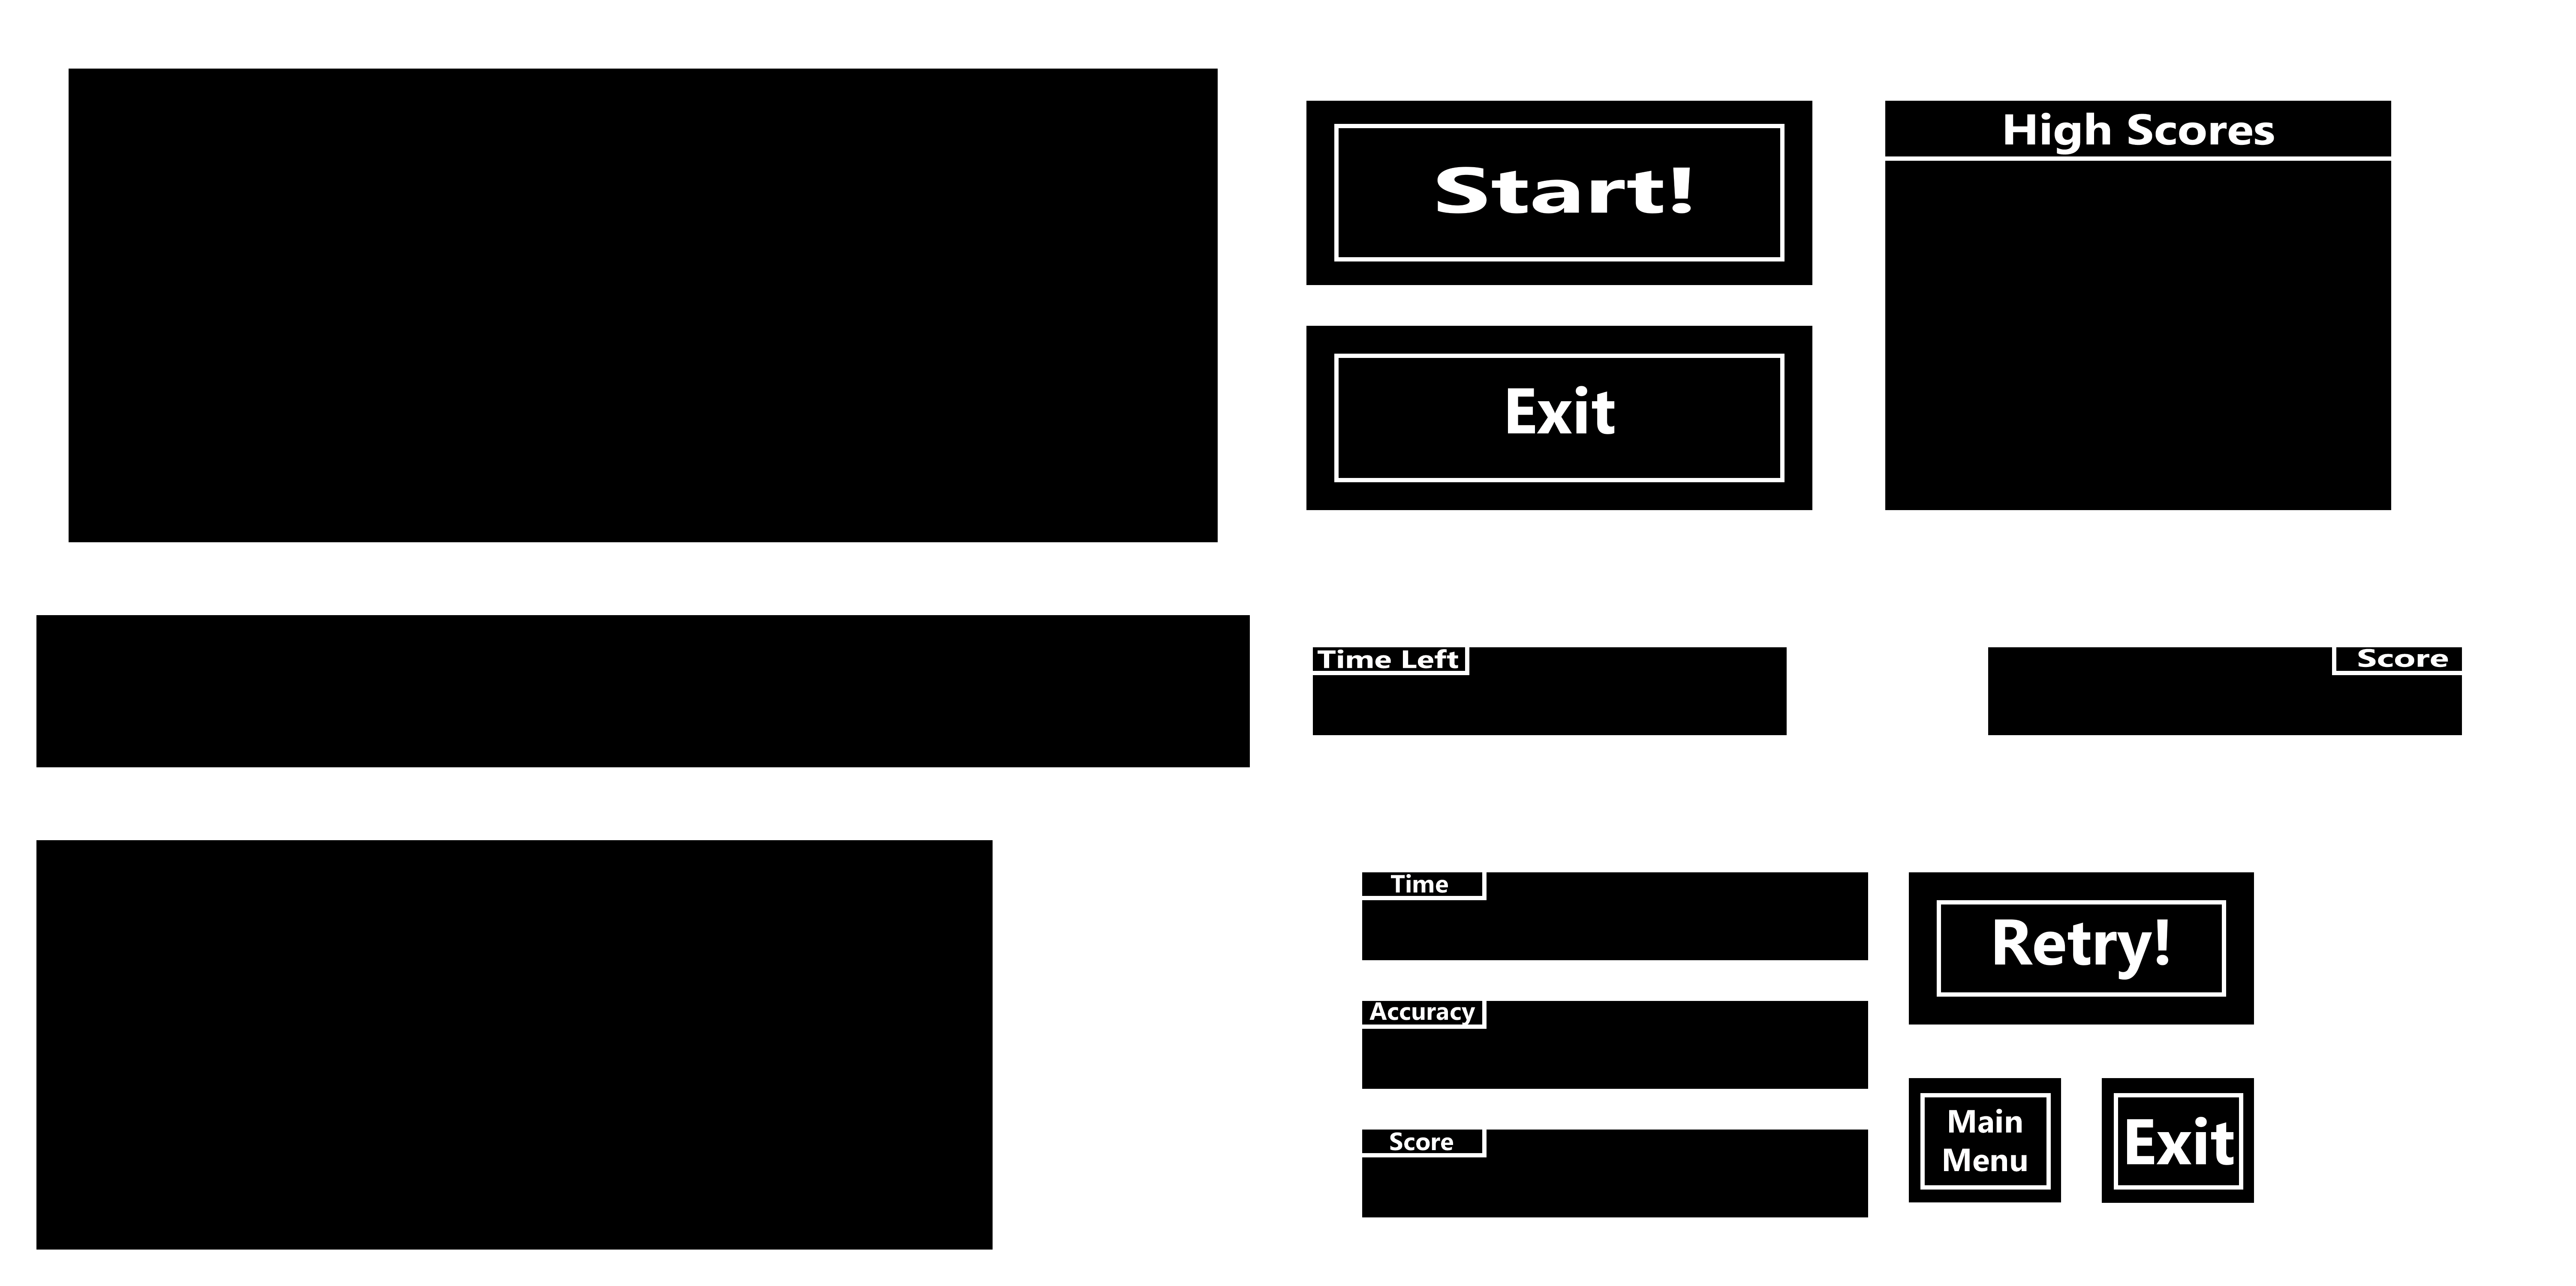 Start!
High Scores
Exit
Time Left
Score
Time
Retry!
Accuracy
Main
Menu
Exit
Score